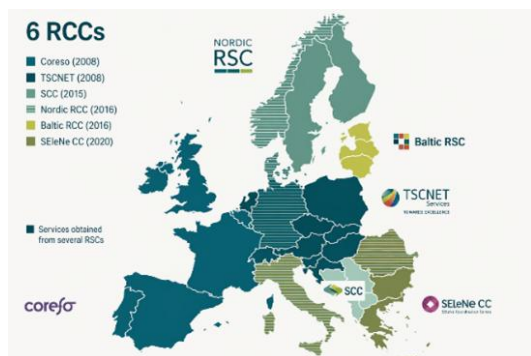 6 RCCs
Coreso (2008)
TSCNET (2008)
SCC (2015)
Nordic RCC (2016)
Baltic RCC (2016)
SEleNe CC (2020)
Services obtained
from several RSCs
coreso
NORDIC
RSC
Baltic RSC
TSCNET
Services
SCC
SEleNe CC